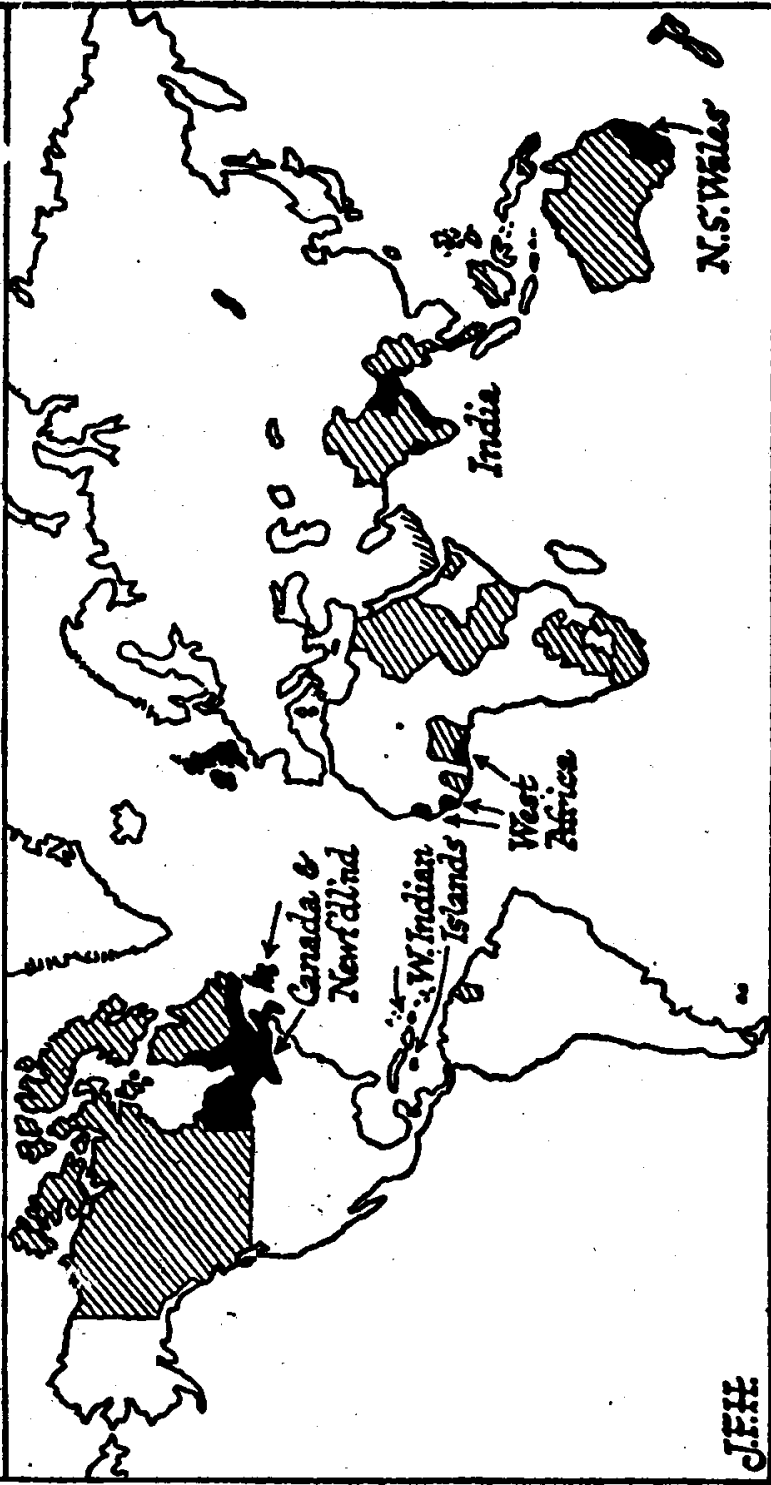 Canada &
Newf'dl'nd
W. Indian
Islands
West
Africa
India
N.S. Wales
J.F.H.